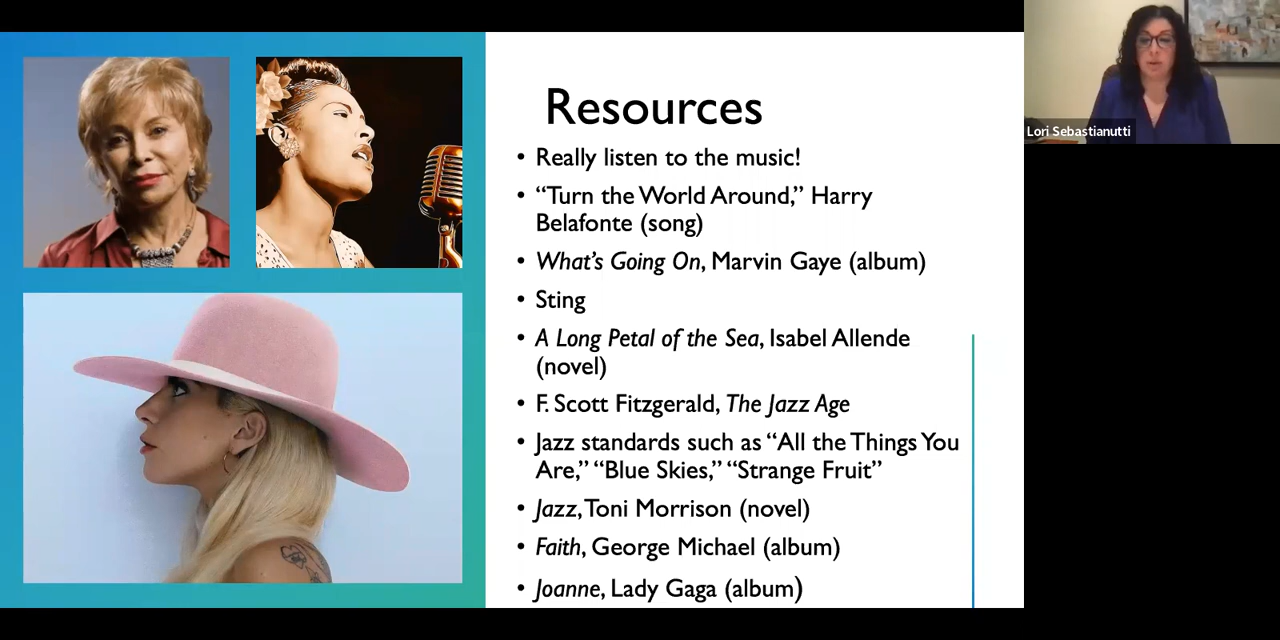 Resources
• Really listen to the music!
• “Turn the World Around,” Harry
Belafonte (song)
• What’s Going On, Marvin Gaye (album)
• Sting
• A Long Petal of the Sea, Isabel Allende
(novel)
• F. Scott Fitzgerald, The Jazz Age
• Jazz standards such as “All the Things You
Are,” “Blue Skies,” “Strange Fruit”
• Jazz, Toni Morrison (novel)
• Faith, George Michael (album)
• Joanne, Lady Gaga (album)
Lori Sebastianutti